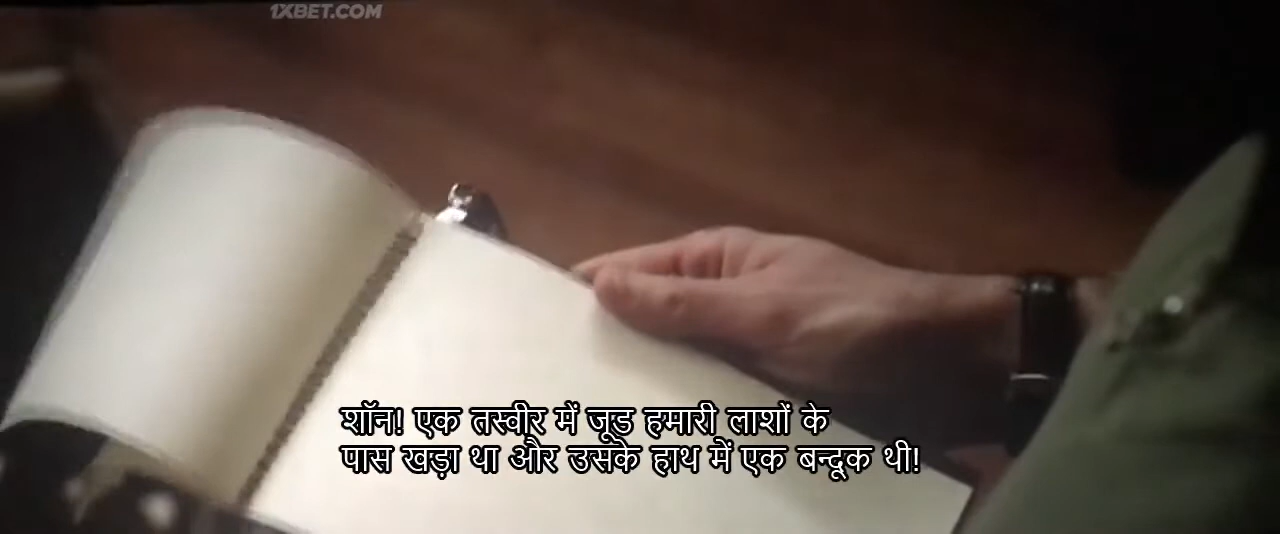 1XBET.COM
शॉन! एक तस्वीर में जूड हमारी लाशों के
पास खड़ा था और उसके हाथ में एक बन्दूक थी!